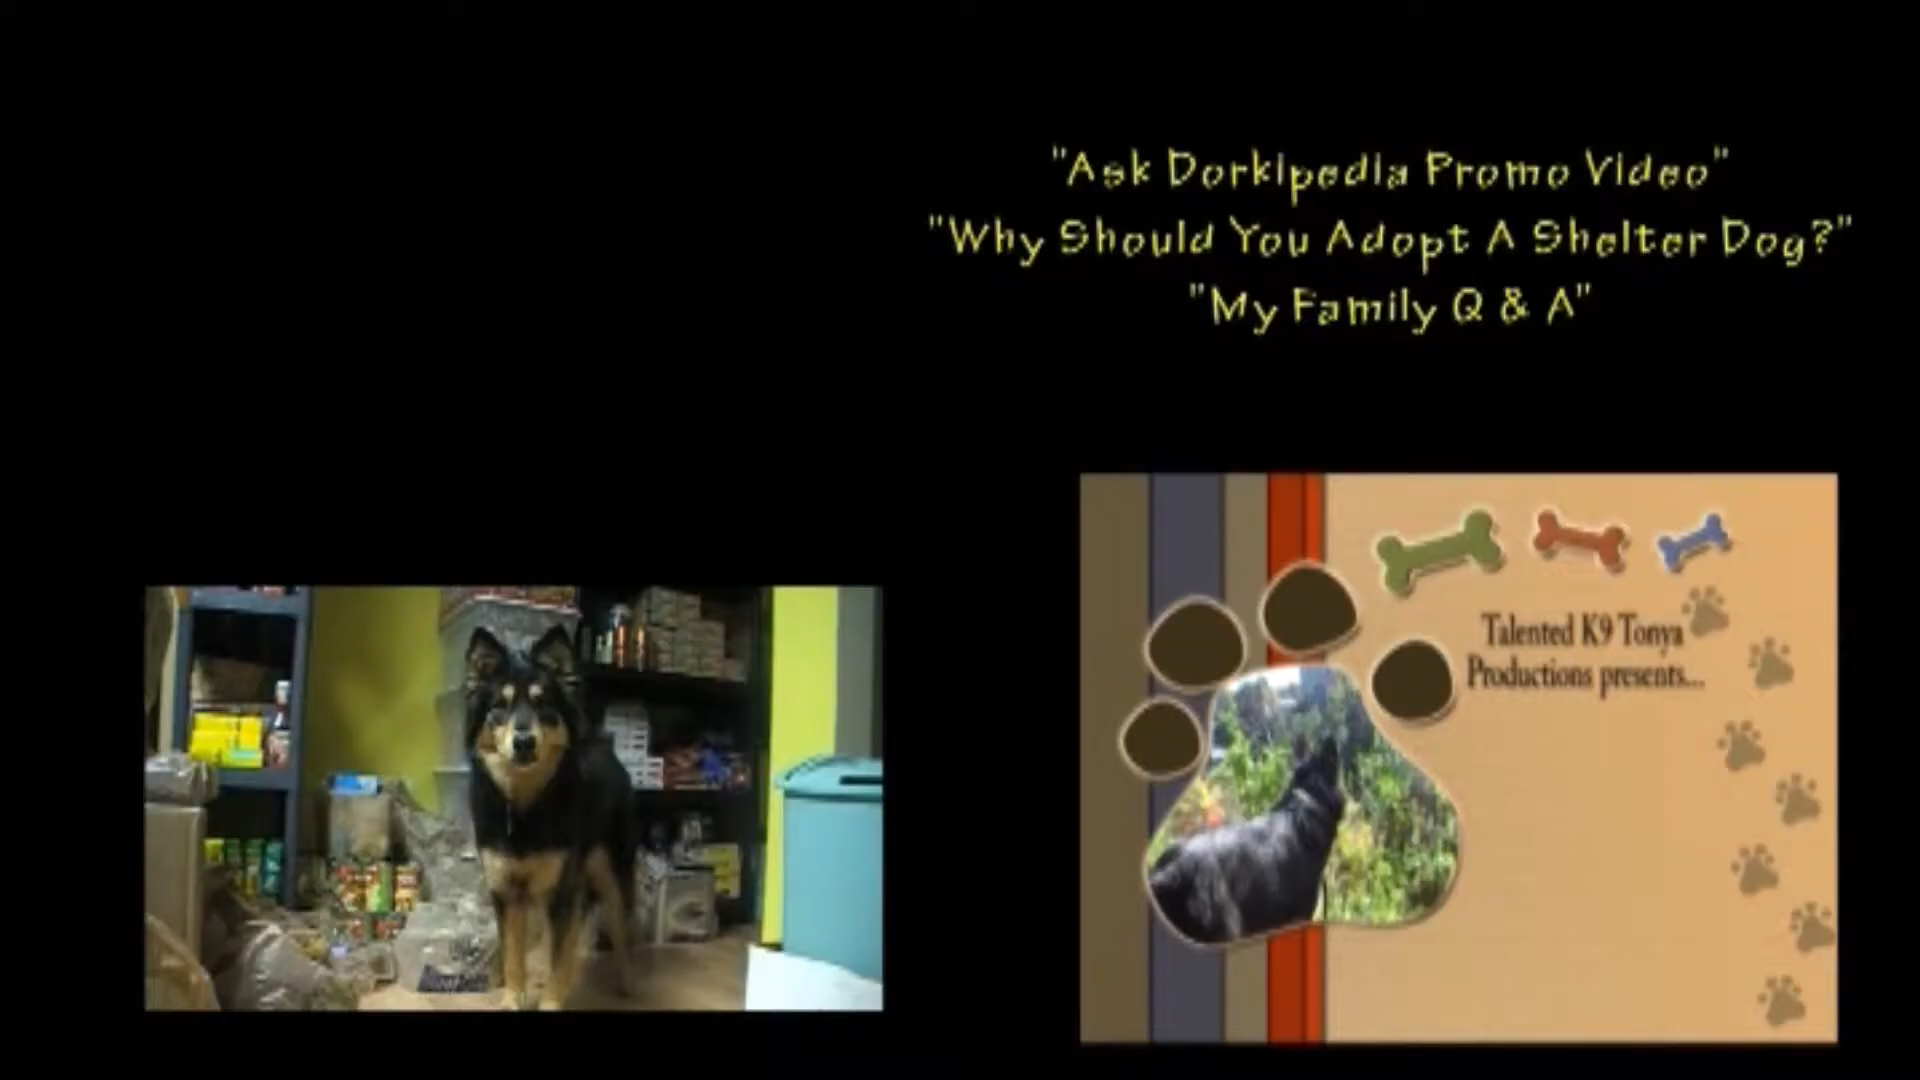 "Ask Dorkipedia Promo Video"
"Why Should You Adopt A Shelter Dog?"
"My Family Q & A"
Talented K9 Tonya
Productions presents...